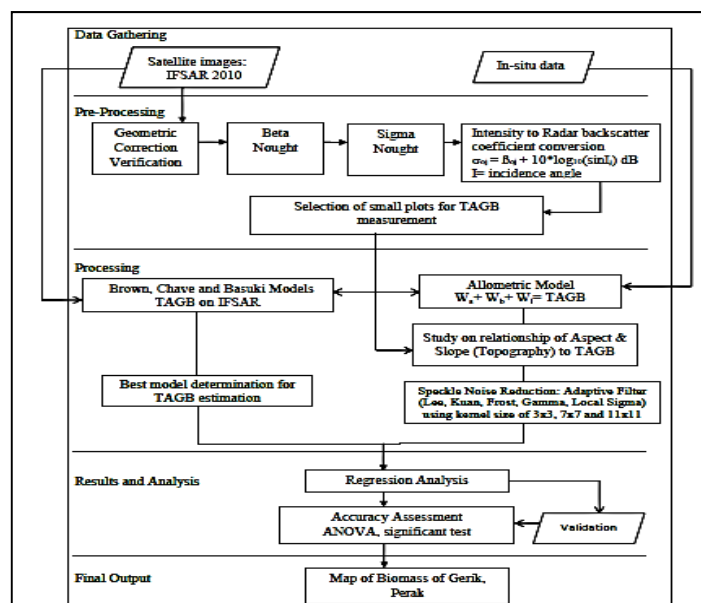 Data Gathering
Satellite images:
IFSAR 2010
In-situ data
Pre-Processing
Geometric
Correction
Verification
Beta
Nought
Sigma
Nought
Intensity to Radar backscatter
coefficient conversion
σoij = βoij + 10*log10(sinIj) dB
I= incidence angle
Selection of small plots for TAGB
measurement
Processing
Brown, Chave and Basuki Models
TAGB on IFSAR
Allometric Model
Ws + Wb + Wl= TAGB
Study on relationship of Aspect &
Slope (Topography) to TAGB
Best model determination for
TAGB estimation
Speckle Noise Reduction: Adaptive Filter
(Lee, Kuan, Frost, Gamma, Local Sigma)
using kernel size of 3x3, 7x7 and 11x11
Results and Analysis
Regression Analysis
Accuracy Assessment
ANOVA, significant test
Validation
Final Output
Map of Biomass of Gerik,
Perak